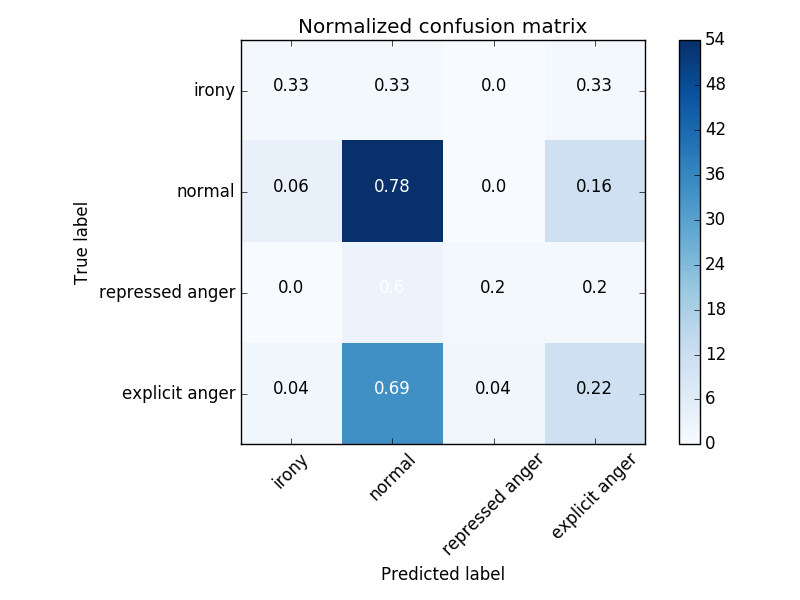 Normalized confusion matrix
irony 0.33 0.33 0.0 0.33
normal 0.06 0.78 0.0 0.16
repressed anger 0.0 0.6 0.2 0.2
explicit anger 0.04 0.69 0.04 0.22
irony normal repressed anger explicit anger
True label
Predicted label
54
48
42
36
30
24
18
12
6
0